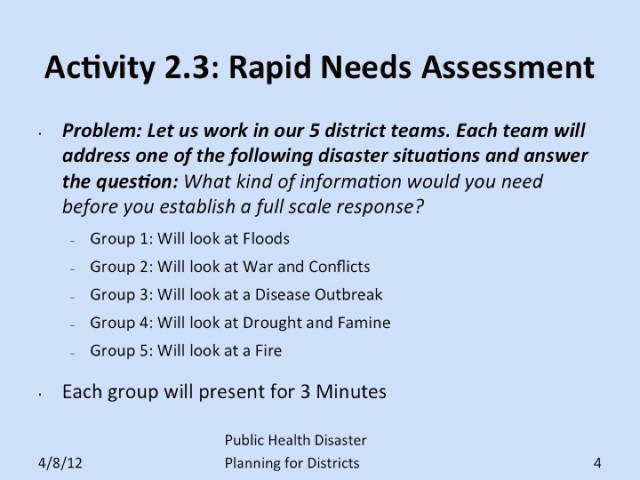 Activity 2.3: Rapid Needs Assessment
• Problem: Let us work in our 5 district teams. Each team will
address one of the following disaster situations and answer
the question: What kind of information would you need
before you establish a full scale response?
– Group 1: Will look at Floods
– Group 2: Will look at War and Conflicts
– Group 3: Will look at a Disease Outbreak
– Group 4: Will look at Drought and Famine
– Group 5: Will look at a Fire
• Each group will present for 3 Minutes
4/8/12
Public Health Disaster
Planning for Districts
4